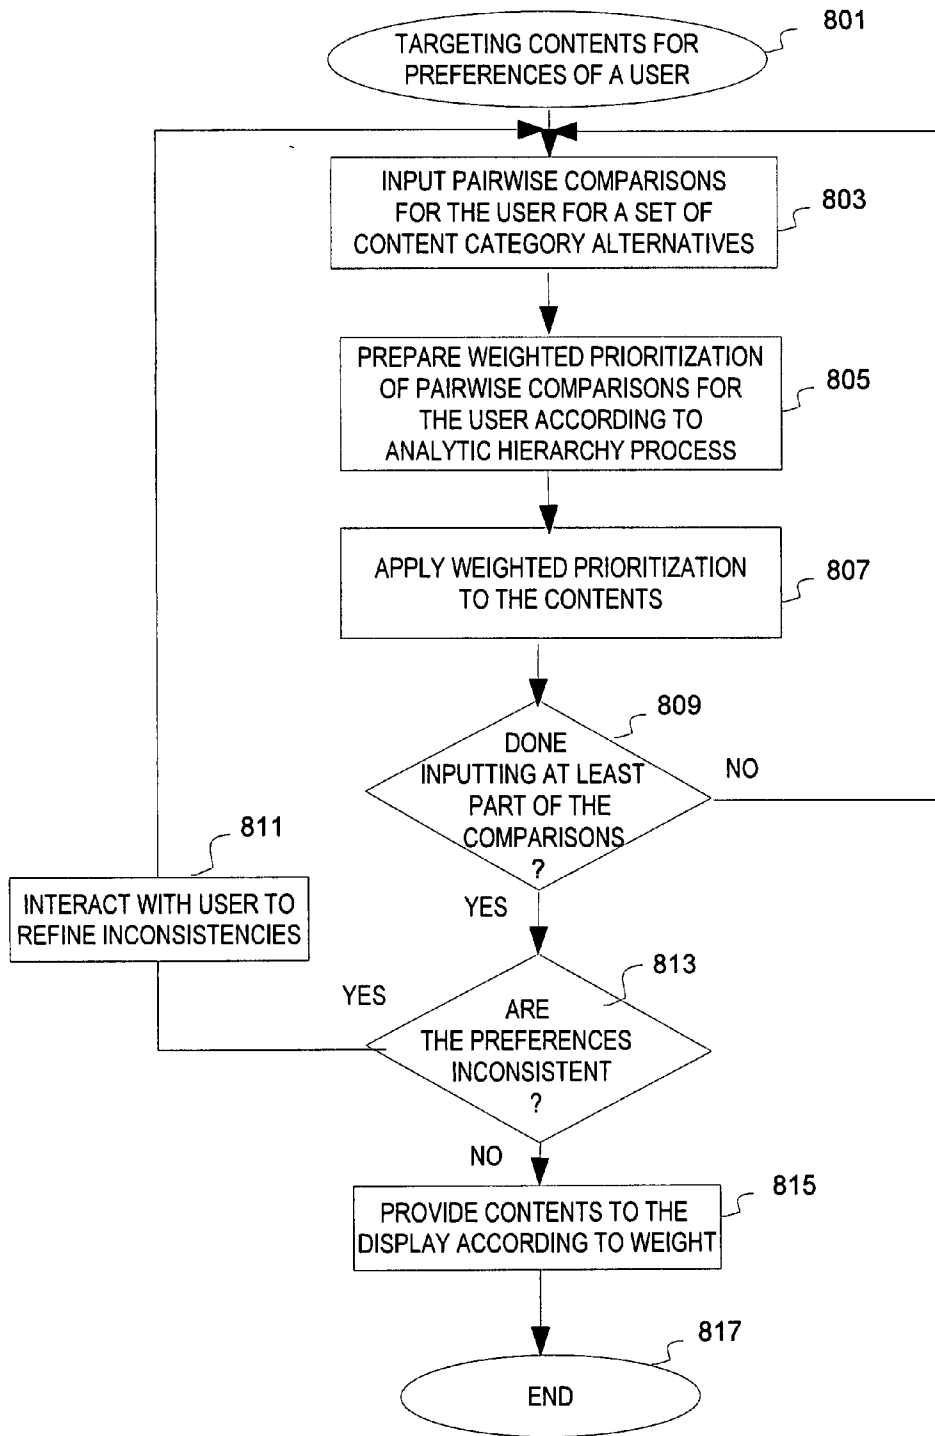 801
TARGETING CONTENTS FOR
PREFERENCES OF A USER
INPUT PAIRWISE COMPARISONS
FOR THE USER FOR A SET OF
CONTENT CATEGORY ALTERNATIVES
803
PREPARE WEIGHTED PRIORITIZATION
OF PAIRWISE COMPARISONS FOR
THE USER ACCORDING TO
ANALYTIC HIERARCHY PROCESS
805
APPLY WEIGHTED PRIORITIZATION
TO THE CONTENTS
807
809
DONE
INPUTTING AT LEAST
PART OF THE
COMPARISONS
?
NO
YES
811
INTERACT WITH USER TO
REFINE INCONSISTENCIES
813
YES
ARE
THE PREFERENCES
INCONSISTENT
?
NO
815
PROVIDE CONTENTS TO THE
DISPLAY ACCORDING TO WEIGHT
817
END